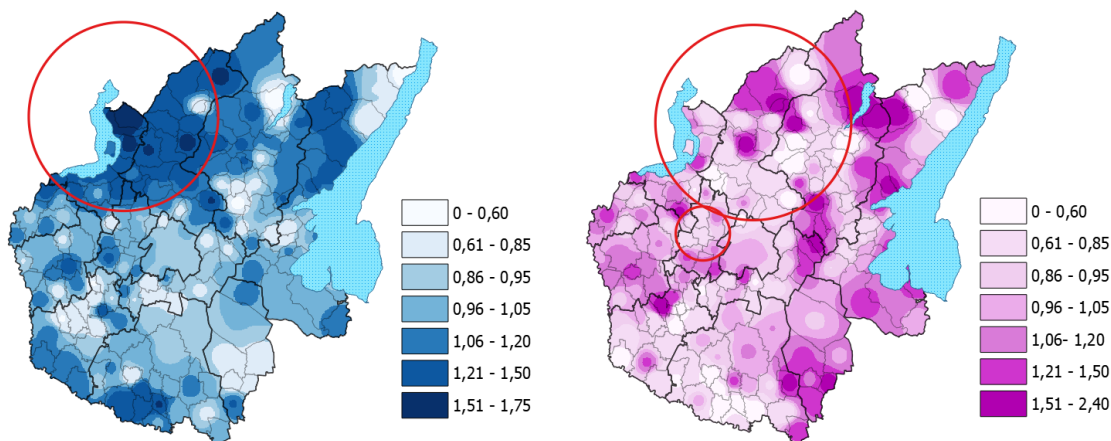 0 - 0,60
0,61 - 0,85
0,86 - 0,95
0,96 - 1,05
1,06 - 1,20
1,21 - 1,50
1,51 - 1,75
0 - 0,60
0,61 - 0,85
0,86 - 0,95
0,96 - 1,05
1,06- 1,20
1,21 - 1,50
1,51 - 2,40